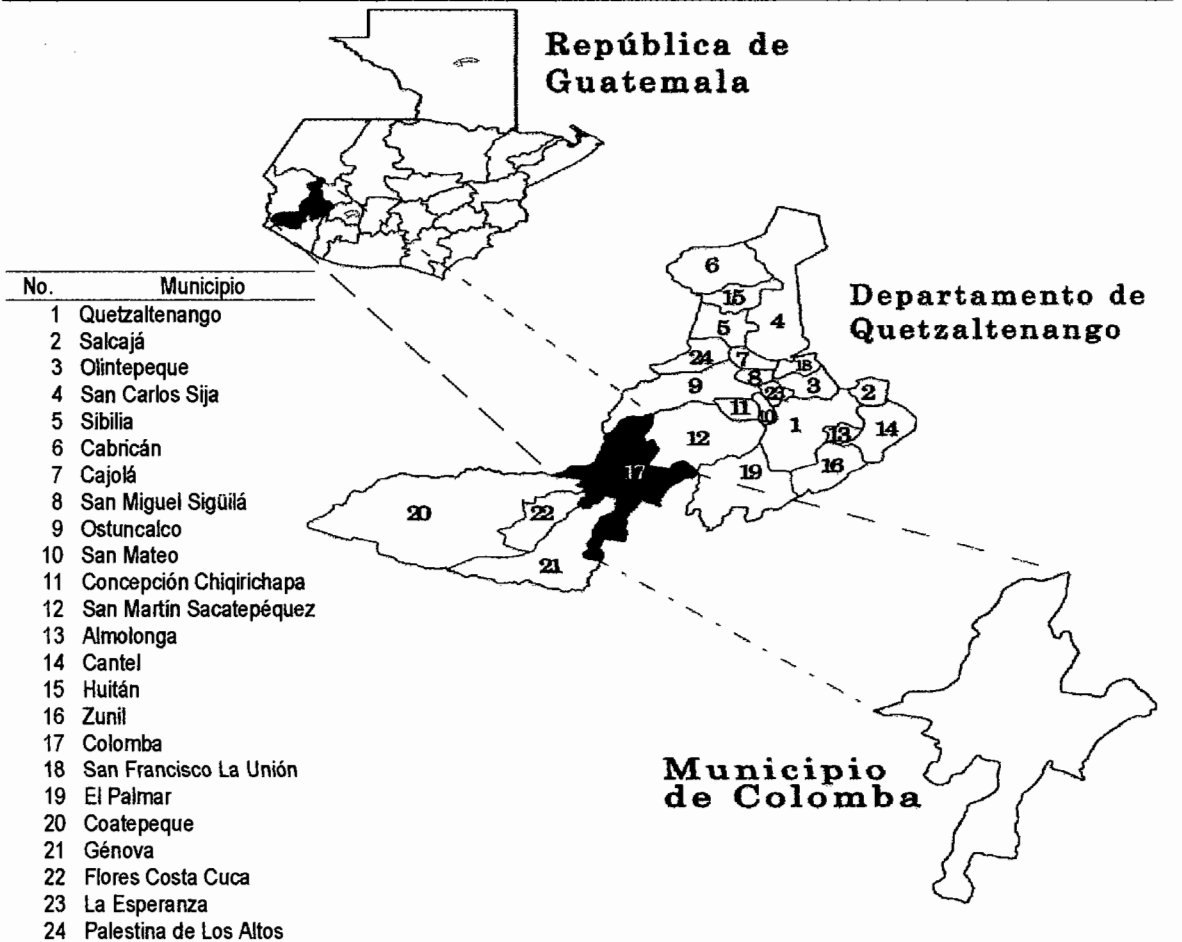 República de
Guatemala
No. Municipio
1 Quetzaltenango
2 Salcajá
3 Olintepeque
4 San Carlos Sija
5 Sibilia
6 Cabricán
7 Cajolá
8 San Miguel Sigüilá
9 Ostuncalco
10 San Mateo
11 Concepción Chiqirichapa
12 San Martín Sacatepéquez
13 Almolonga
14 Cantel
15 Huitán
16 Zunil
17 Colomba
18 San Francisco La Unión
19 El Palmar
20 Coatepeque
21 Génova
22 Flores Costa Cuca
23 La Esperanza
24 Palestina de Los Altos
Departamento de
Quetzaltenango
6
15
5
4
24
7
18
8
9
23
3
2
11
10
1
13
14
12
16
19
17
20
22
21
Municipio
de Colomba